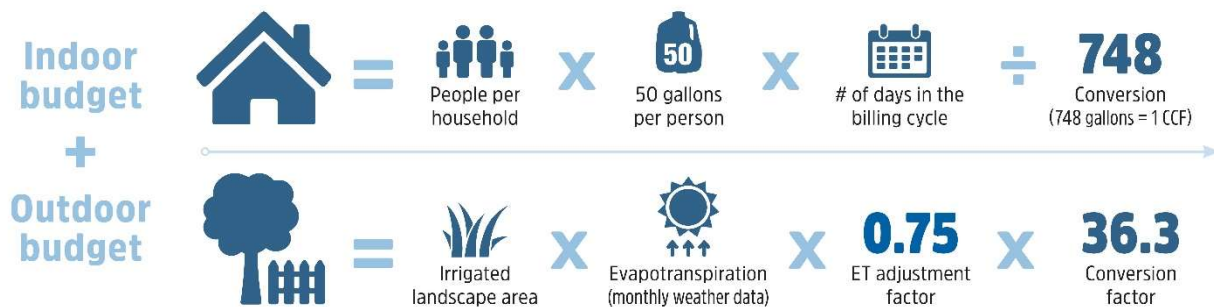 Indoor
budget
+
Outdoor
budget
=
People per
household
X
50
50 gallons
per person
X
# of days in the
billing cycle
÷
748
Conversion
(748 gallons = 1 CCF)
=
Irrigated
landscape area
X
Evapotranspiration
(monthly weather data)
X
0.75
ET adjustment
factor
X
36.3
Conversion
factor